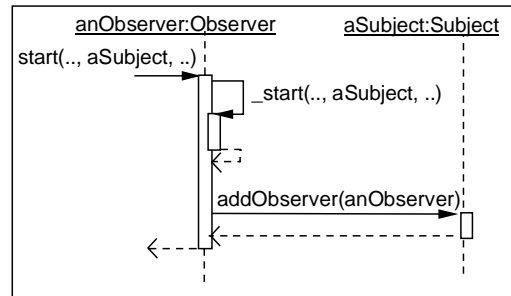 anObserver:Observer
aSubject:Subject
start(.., aSubject, ..)
_start(.., aSubject, ..)
addObserver(anObserver)